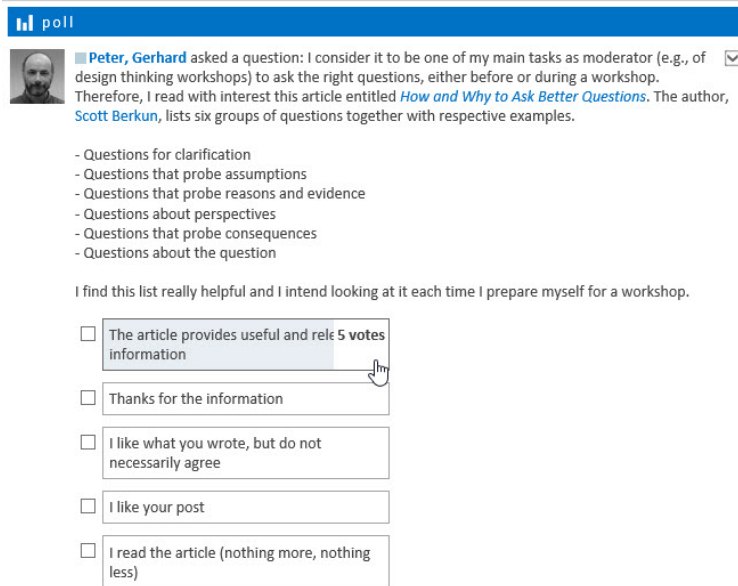 poll
Peter, Gerhard asked a question: I consider it to be one of my main tasks as moderator (e.g., of
design thinking workshops) to ask the right questions, either before or during a workshop.
Therefore, I read with interest this article entitled How and Why to Ask Better Questions. The author,
Scott Berkun, lists six groups of questions together with respective examples.
- Questions for clarification
- Questions that probe assumptions
- Questions that probe reasons and evidence
- Questions about perspectives
- Questions that probe consequences
- Questions about the question
I find this list really helpful and I intend looking at it each time I prepare myself for a workshop.
The article provides useful and rele 5 votes
information
Thanks for the information
I like what you wrote, but do not
necessarily agree
I like your post
I read the article (nothing more, nothing
less)